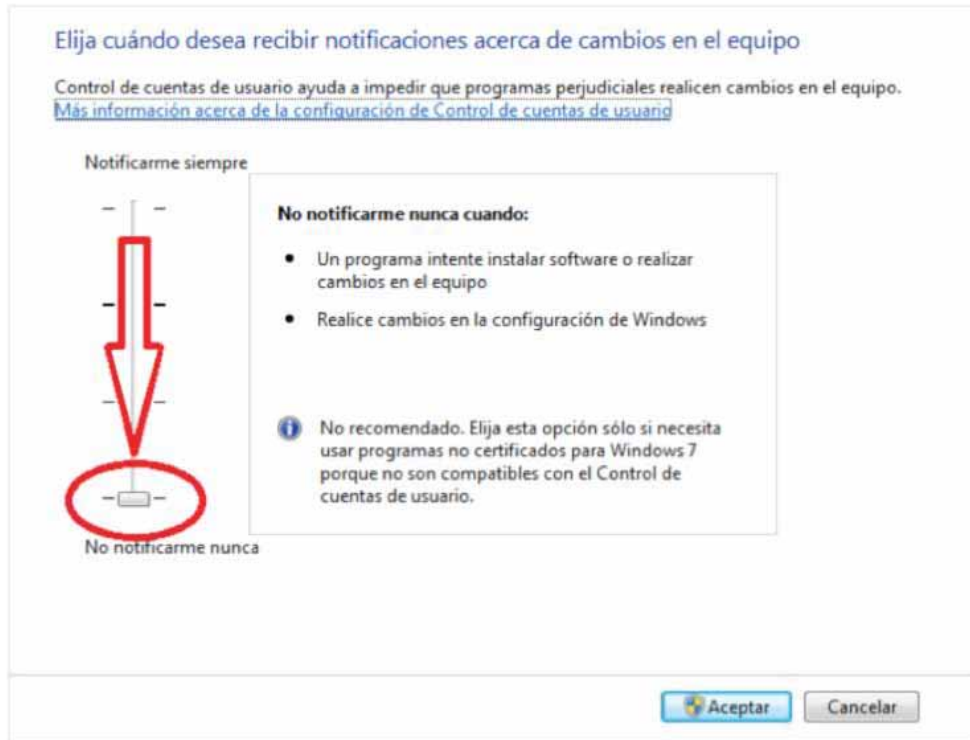 Elija cuándo desea recibir notificaciones acerca de cambios en el equipo
Control de cuentas de usuario ayuda a impedir que programas perjudiciales realicen cambios en el equipo.
Más información acerca de la configuración de Control de cuentas de usuario
Notificarme siempre
No notificarme nunca cuando:
• Un programa intente instalar software o realizar
cambios en el equipo
• Realice cambios en la configuración de Windows
No recomendado. Elija esta opción sólo si necesita
usar programas no certificados para Windows 7
porque no son compatibles con el Control de
cuentas de usuario.
No notificarme nunca
Aceptar
Cancelar